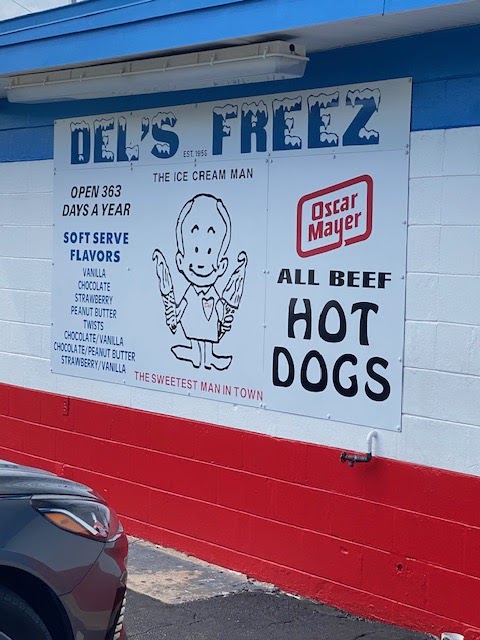 DEL'S FREEZ'
EST. 1956
THE ICE CREAM MAN
OPEN 363
DAYS A YEAR
SOFT SERVE
FLAVORS
VANILLA
CHOCOLATE
STRAWBERRY
PEANUT BUTTER
TWISTS
CHOCOLATE/VANILLA
CHOCOLATE/PEANUT BUTTER
STRAWBERRY/VANILLA
THE SWEETEST MAN IN TOWN
Oscar
Mayer
ALL BEEF
HOT
DOGS